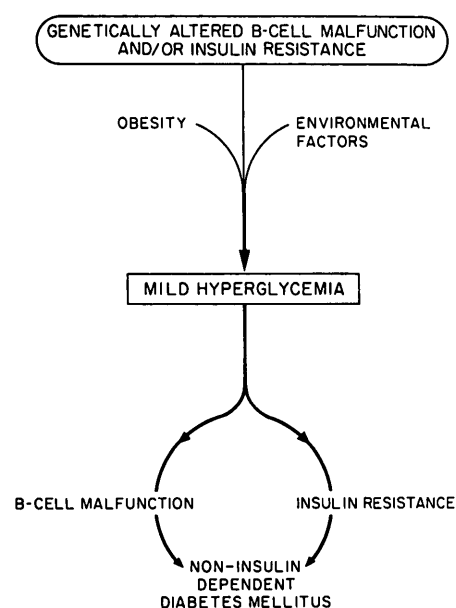 GENETICALLY ALTERED B-CELL MALFUNCTION
AND/OR INSULIN RESISTANCE
OBESITY
ENVIRONMENTAL
FACTORS
MILD HYPERGLYCEMIA
B-CELL MALFUNCTION
INSULIN RESISTANCE
NON-INSULIN
DEPENDENT
DIABETES MELLITUS